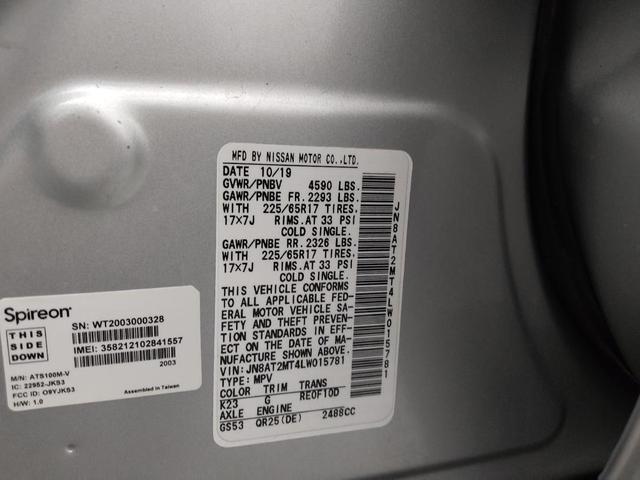 MFD BY NISSAN MOTOR CO.,LTD.
DATE 10/19
GVWR/PNBV 4590 LBS.
GAWR/PNBE FR. 2293 LBS.
WITH 225/65R17 TIRES,
17×7J RIMS.AT 33 PSI
COLD SINGLE.
GAWR/PNBE RR. 2326 LBS.
WITH 225/65R17 TIRES,
17×7J RIMS.AT 33 PSI
COLD SINGLE.
THIS VEHICLE CONFORMS
TO ALL APPLICABLE FED-
ERAL MOTOR VEHICLE SA-
FETY AND THEFT PREVEN-
TION STANDARDS IN EFF-
ECT ON THE DATE OF MA-
NUFACTURE SHOWN ABOVE.
VIN:JN8AT2MT4LW015781
TYPE:MPV
COLOR TRIM TRANS
K23 G RE0F10D
AXLE ENGINE
GS53 QR25(DE) 2488CC
JN8AT2MT4LW015781
Spireon™
SN: WT2003000328
THIS
SIDE
DOWN
IMEI: 358212102841557
2003
M/N: ATS100M-V
Assembled in Taiwan
IC: 22952-JKS3
FCC ID: O9YJKS3
H/W: 1.0